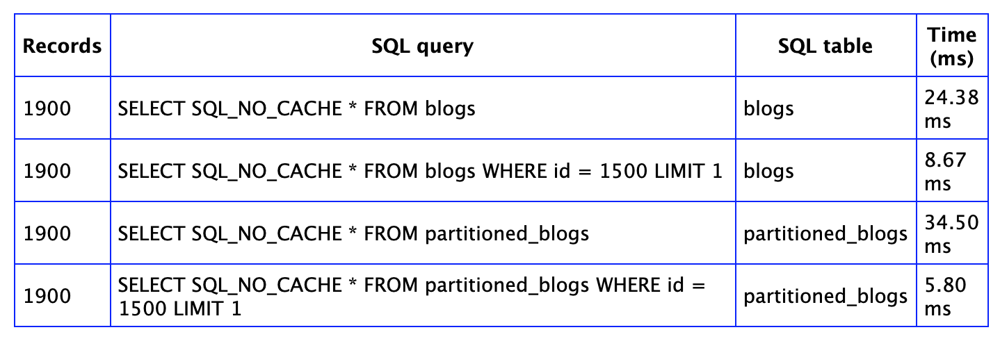 Records SQL query SQL table Time
(ms)
1900 SELECT SQL_NO_CACHE * FROM blogs blogs 24.38
ms
1900 SELECT SQL_NO_CACHE * FROM blogs WHERE id = 1500 LIMIT 1 blogs 8.67
ms
1900 SELECT SQL_NO_CACHE * FROM partitioned_blogs partitioned_blogs 34.50
ms
1900 SELECT SQL_NO_CACHE * FROM partitioned_blogs WHERE id =
1500 LIMIT 1 partitioned_blogs 5.80
ms